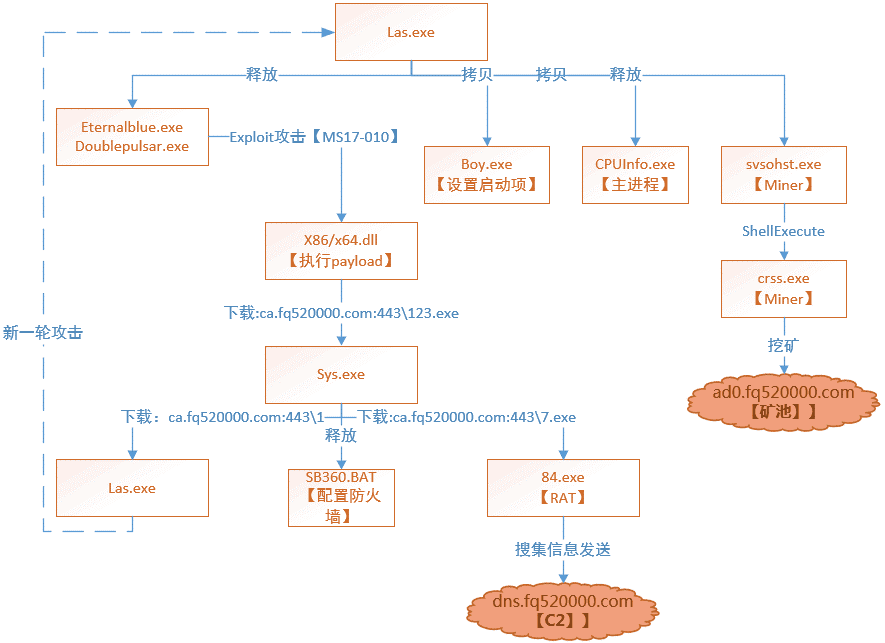 Las.exe
释放
拷贝
拷贝
释放
Eternalblue.exe
Doublepulsar.exe
Exploit攻击【MS17-010】
Boy.exe
【设置启动项】
CPUInfo.exe
【主进程】
svsohst.exe
【Miner】
X86/x64.dll
【执行payload】
ShellExecute
crss.exe
【Miner】
下载:ca.fq520000.com:443\123.exe
新一轮攻击
挖矿
Sys.exe
ad0.fq520000.com
【矿池】】
下载：ca.fq520000.com:443\1
下载:ca.fq520000.com:443\7.exe
释放
Las.exe
SB360.BAT
【配置防火
墙】
84.exe
【RAT】
搜集信息发送
dns.fq520000.com
【C2】】